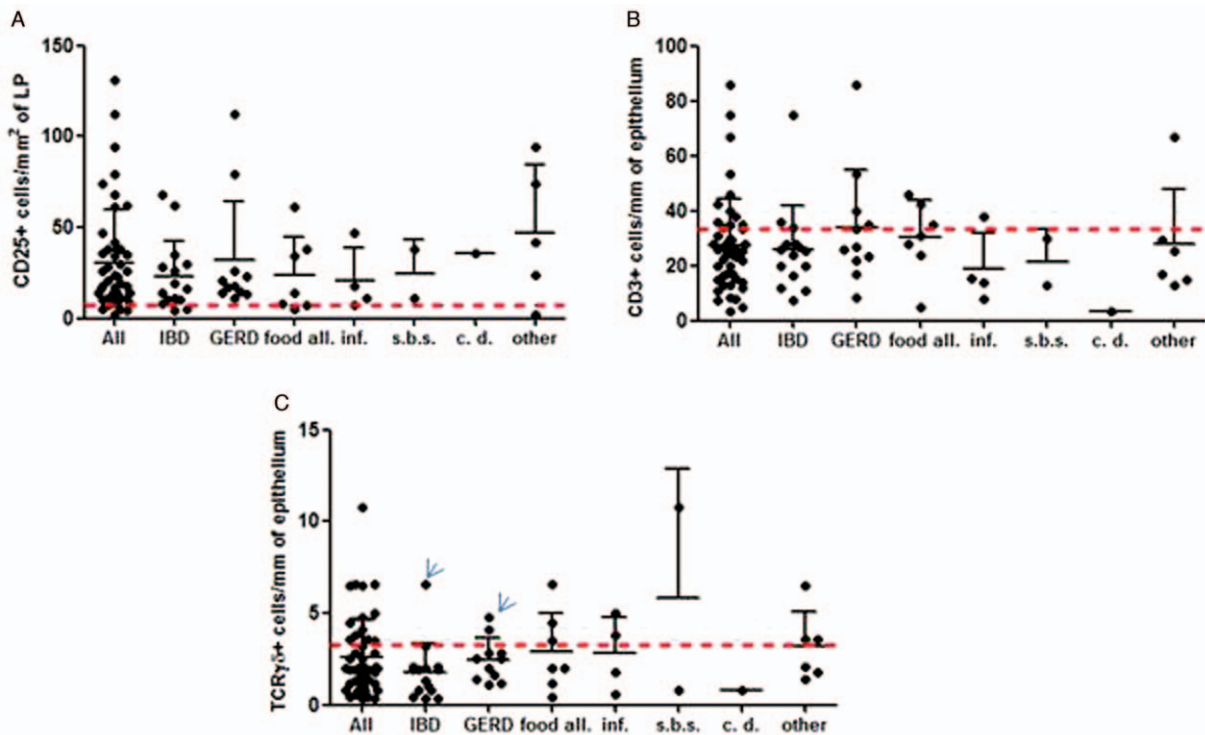 A
CD25+ cells/mm² of LP
150
100
50
0
All IBD GERD food all. inf. s.b.s. c. d. other
B
CD3+ cells/mm of epithellum
100
80
60
40
20
0
All IBD GERD food all. inf. s.b.s. c. d. other
C
TCRγδ+ cells/mm of epithellum
15
10
5
0
All IBD GERD food all. inf. s.b.s. c. d. other